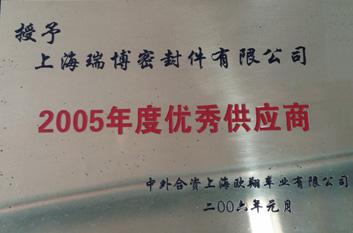 授予
上海瑞博密封件有限公司
2005年度优秀供应商
中外合资上海欧翔车业有限公司
二00六年元月